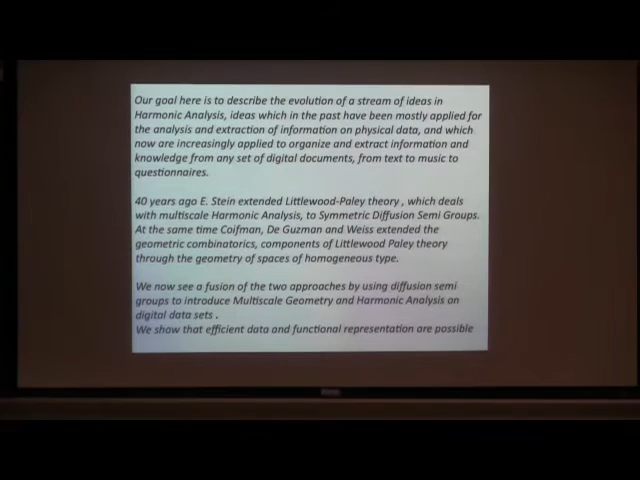 Our goal here is to describe the evolution of a stream of ideas in
Harmonic Analysis, ideas which in the past have been mostly applied for
the analysis and extraction of information on physical data, and which
now are increasingly applied to organize and extract information and
knowledge from any set of digital documents, from text to music to
questionnaires.
40 years ago E. Stein extended Littlewood-Paley theory , which deals
with multiscale Harmonic Analysis, to Symmetric Diffusion Semi Groups.
At the same time Coifman, De Guzman and Weiss extended the
geometric combinatorics, components of Littlewood Paley theory
through the geometry of spaces of homogeneous type.
We now see a fusion of the two approaches by using diffusion semi
groups to introduce Multiscale Geometry and Harmonic Analysis on
digital data sets .
We show that efficient data and functional representation are possible